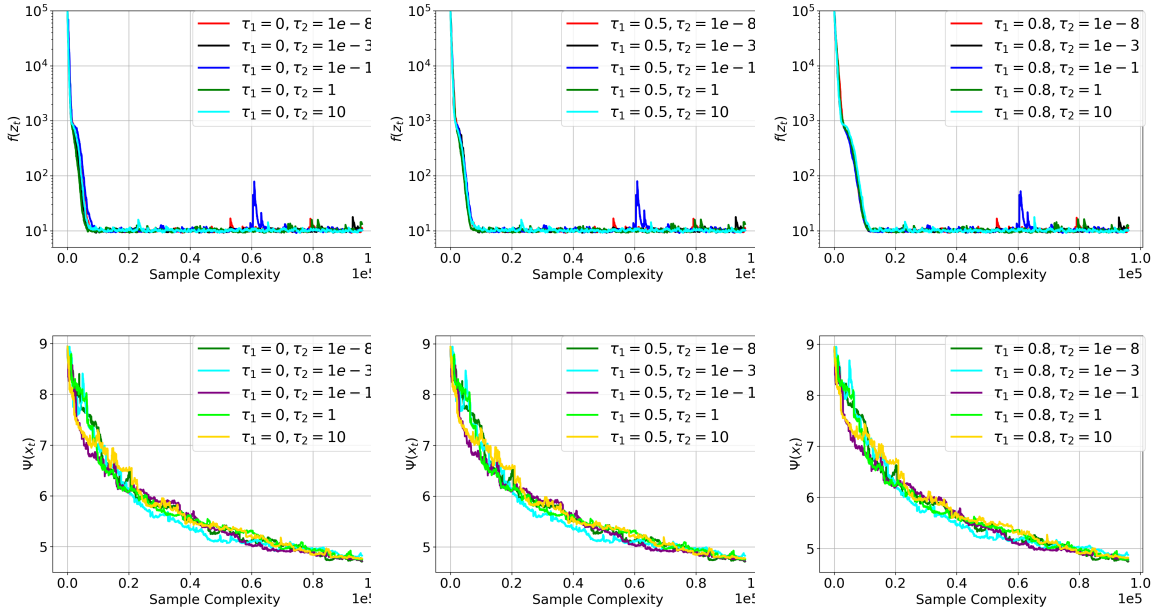 10^5
10^4
10^3
10^2
10^1
f(z_t)
τ_1 = 0, τ_2 = 1e − 8
τ_1 = 0, τ_2 = 1e − 3
τ_1 = 0, τ_2 = 1e − 1
τ_1 = 0, τ_2 = 1
τ_1 = 0, τ_2 = 10
0.0 0.2 0.4 0.6 0.8 1.
Sample Complexity 1e5
10^5
10^4
10^3
10^2
10^1
f(z_t)
τ_1 = 0.5, τ_2 = 1e − 8
τ_1 = 0.5, τ_2 = 1e − 3
τ_1 = 0.5, τ_2 = 1e − 1
τ_1 = 0.5, τ_2 = 1
τ_1 = 0.5, τ_2 = 10
0.0 0.2 0.4 0.6 0.8 1.
Sample Complexity 1e5
10^5
10^4
10^3
10^2
10^1
f(z_t)
τ_1 = 0.8, τ_2 = 1e − 8
τ_1 = 0.8, τ_2 = 1e − 3
τ_1 = 0.8, τ_2 = 1e − 1
τ_1 = 0.8, τ_2 = 1
τ_1 = 0.8, τ_2 = 10
0.0 0.2 0.4 0.6 0.8 1.0
Sample Complexity 1e5
9
8
7
6
5
Ψ(x_t)
τ_1 = 0, τ_2 = 1e − 8
τ_1 = 0, τ_2 = 1e − 3
τ_1 = 0, τ_2 = 1e − 1
τ_1 = 0, τ_2 = 1
τ_1 = 0, τ_2 = 10
0.0 0.2 0.4 0.6 0.8 1.
Sample Complexity 1e5
9
8
7
6
5
Ψ(x_t)
τ_1 = 0.5, τ_2 = 1e − 8
τ_1 = 0.5, τ_2 = 1e − 3
τ_1 = 0.5, τ_2 = 1e − 1
τ_1 = 0.5, τ_2 = 1
τ_1 = 0.5, τ_2 = 10
0.0 0.2 0.4 0.6 0.8 1.
Sample Complexity 1e5
9
8
7
6
5
Ψ(x_t)
τ_1 = 0.8, τ_2 = 1e − 8
τ_1 = 0.8, τ_2 = 1e − 3
τ_1 = 0.8, τ_2 = 1e − 1
τ_1 = 0.8, τ_2 = 1
τ_1 = 0.8, τ_2 = 10
0.0 0.2 0.4 0.6 0.8 1.0
Sample Complexity 1e5